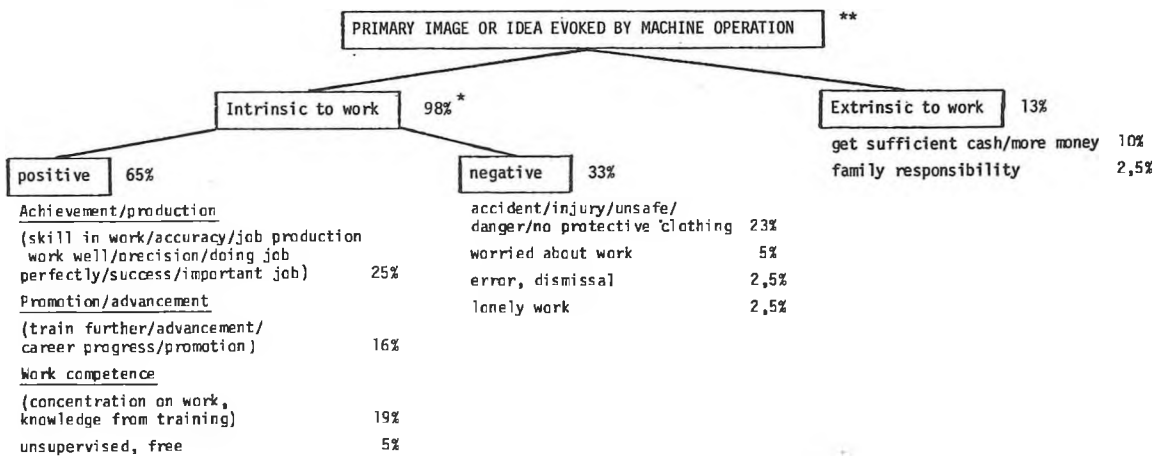 PRIMARY IMAGE OR IDEA EVOKED BY MACHINE OPERATION **
Intrinsic to work 98% *
Extrinsic to work 13%
get sufficient cash/more money 10%
family responsibility 2,5%
positive 65%
negative 33%
Achievement/production
(skill in work/accuracy/job production
work well/precision/doing job
perfectly/success/important job) 25%
Promotion/advancement
(train further/advancement/
career progress/promotion) 16%
Work competence
(concentration on work,
knowledge from training) 19%
unsupervised, free 5%
accident/injury/unsafe/
danger/no protective clothing 23%
worried about work 5%
error, dismissal 2,5%
lonely work 2,5%